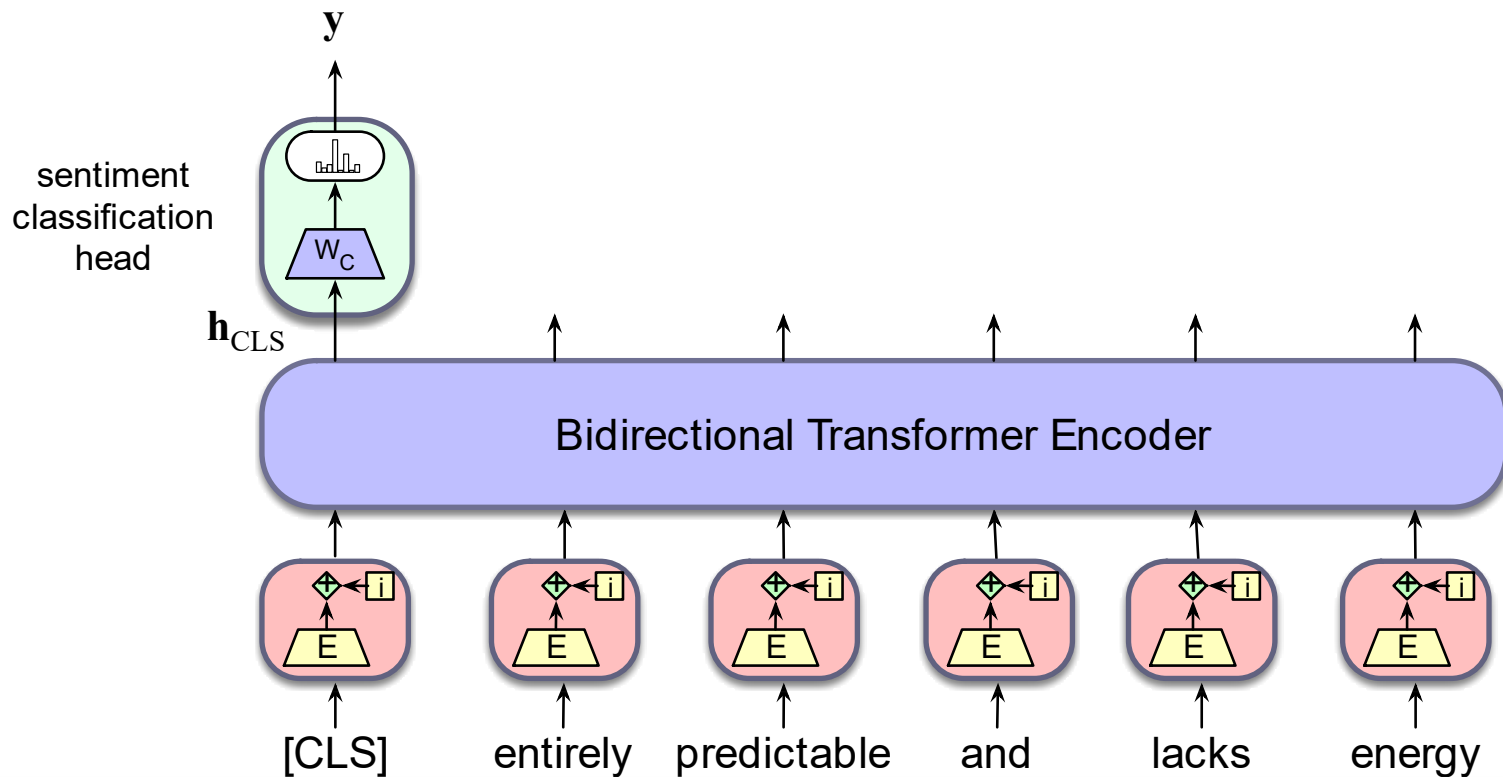 y
sentiment
classification
head
W_C
h_CLS
Bidirectional Transformer Encoder
+ i + i + i + i + i + i
E E E E E E
[CLS] entirely predictable and lacks energy